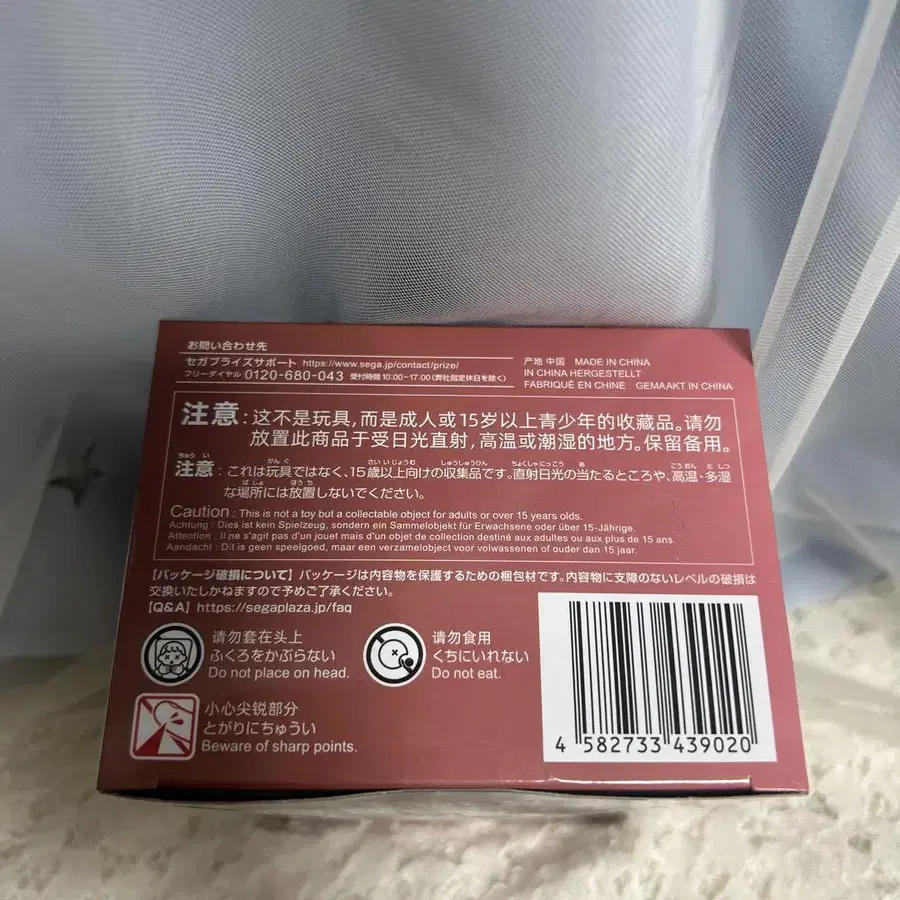 お問い合わせ先
セガプライズサポート https://www.sega.jp/contact/prize/
フリーダイヤル 0120-680-043 受付時間 10:00~17:00(弊社指定休日を除く)
产地 中国 MADE IN CHINA
IN CHINA HERGESTELLT
FABRIQUÉ EN CHINE GEMAAKT IN CHINA
注意:这不是玩具,而是成人或15岁以上青少年的收藏品。请勿
放置此商品于受日光直射,高温或潮湿的地方。保留备用。
注意:これは玩具ではなく、15歳以上向けの収集品です。直射日光の当たるところや、高温・多湿
な場所には放置しないでください。
Caution : This is not a toy but a collectable object for adults or over 15 years olds.
Achtung : Dies ist kein Spielzeug, sondern ein Sammelobjekt für Erwachsene oder über 15-Jährige.
Attention : Il ne s'agit pas d'un jouet mais d'un objet de collection destiné aux adultes ou aux plus de 15 ans.
Aandacht : Dit is geen speelgoed, maar een verzamelobject voor volwassenen of ouder dan 15 jaar.
【パッケージ破損について】パッケージは内容物を保護するための梱包材です。内容物に支障のないレベルの破損は
交換いたしかねますので予めご了承ください。
【Q&A】https://segaplaza.jp/faq
请勿套在头上
ふくろをかぶらない
Do not place on head.
请勿食用
くちにいれない
Do not eat.
小心尖锐部分
とがりにちゅうい
Beware of sharp points.
4 582733 439020